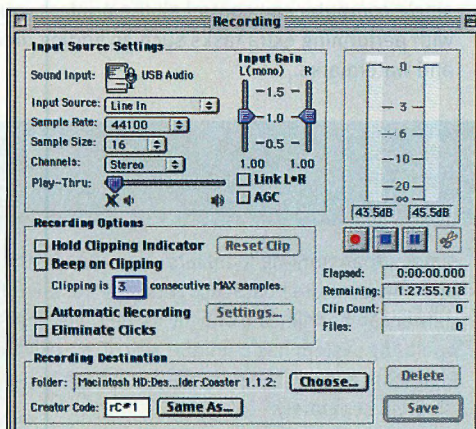 Recording
Input Source Settings
Sound Input: USB Audio
Input Source: Line In
Sample Rate: 44100
Sample Size: 16
Channels: Stereo
Play-Thru:
Input Gain
L(mono) R
-1.5-
-1.0-
-0.5-
1.00 1.00
Link L•R
AGC
0
3
6
10
20
∞
43.5dB 45.5dB
Recording Options
Hold Clipping Indicator Reset Clip
Beep on Clipping
Clipping is 3 consecutive MAX samples.
Automatic Recording Settings...
Eliminate Clicks
Elapsed: 0:00:00.000
Remaining: 1:27:55.718
Clip Count: 0
Files: 0
Recording Destination
Folder: Macintosh HD:Des...lder:Coaster 1.1.2: Choose...
Creator Code: rC#1 Same As...
Delete
Save